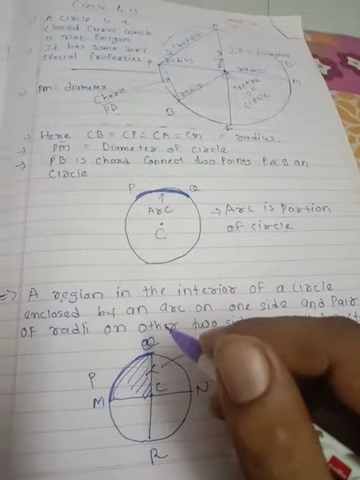 Circle
A circle is a
closed curve which
is not Polygon
It has some very
special Properties
P
radius
PM = diameter
Chord
PB
B
M
→ Here CB = CP = CA = CM = radius.
→ PM = Diameter of circle
→ PB is chord connect two Points P & B on
circle
P Q
Arc
C
→ Arc is Portion
of circle
=> A region in the interior of a circle
enclosed by an arc on one side and Pair
of radii on other two
Q
P
M C N
R